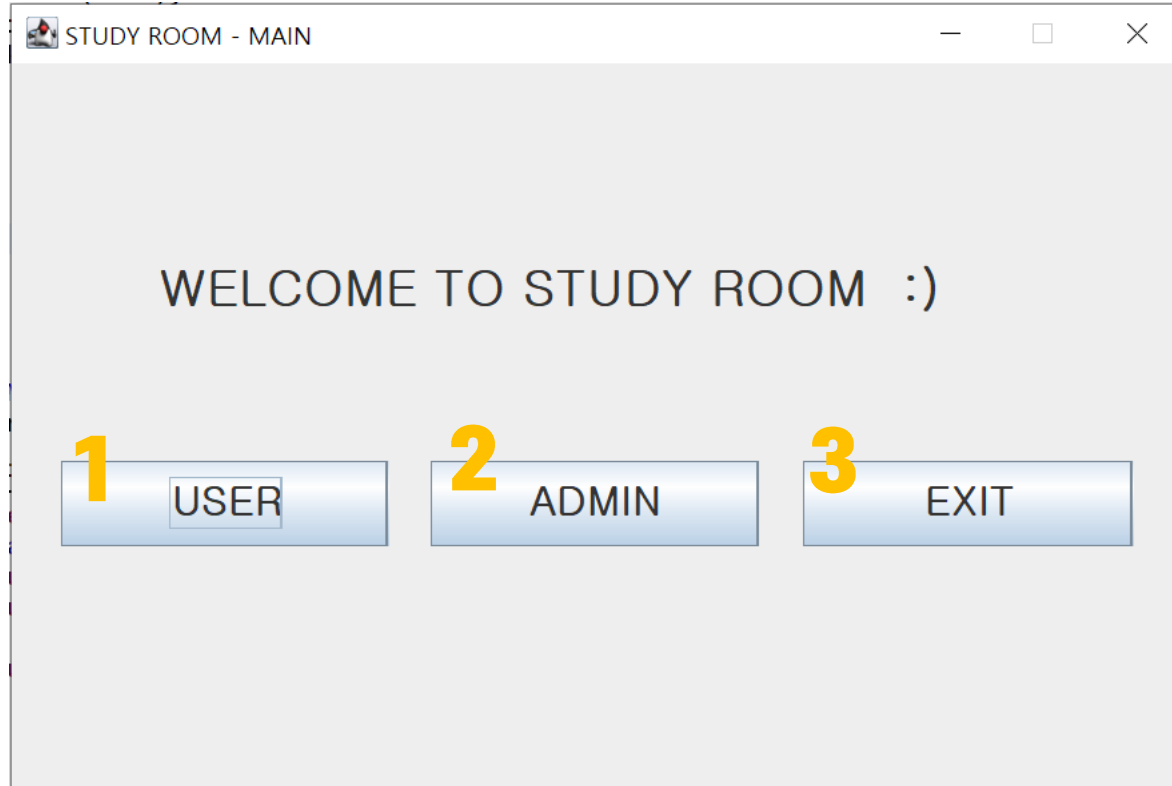 STUDY ROOM - MAIN
WELCOME TO STUDY ROOM :)
1 2 3
USER ADMIN EXIT